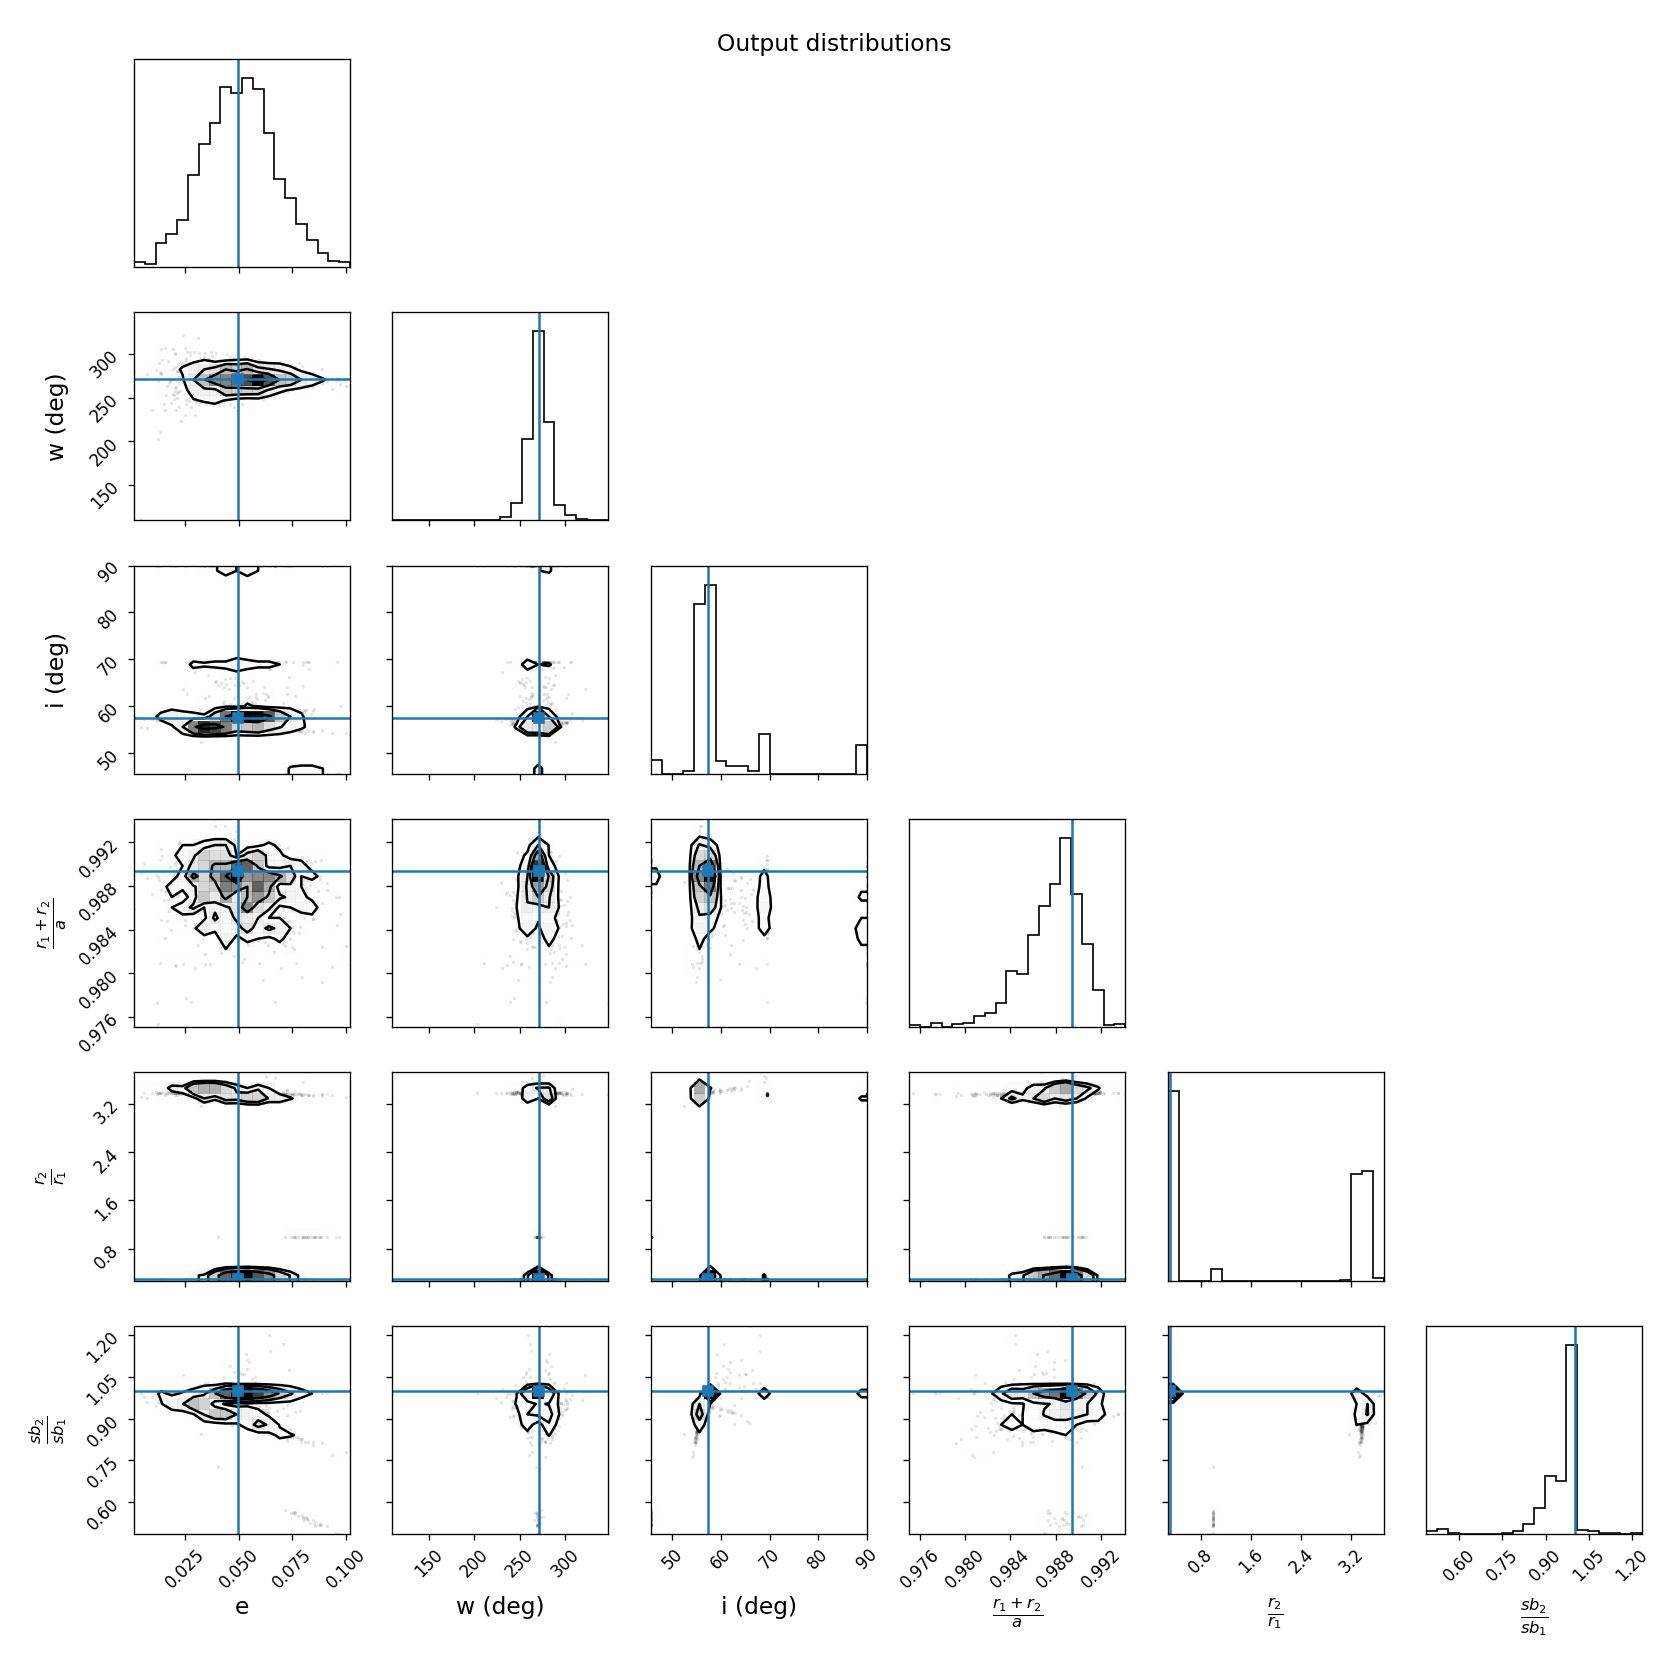 Output distributions
w (deg)
300
250
200
150
i (deg)
90
80
70
60
50
r₁ + r₂
a
0.992
0.988
0.984
0.980
0.976
r₂
r₁
3.2
2.4
1.6
0.8
sb₂
sb₁
1.20
1.05
0.90
0.75
0.60
0.025 0.050 0.075 0.100
150 200 250 300
50 60 70 80 90
0.976 0.980 0.984 0.988 0.992
0.8 1.6 2.4 3.2
0.60 0.75 0.90 1.05 1.20
e
w (deg)
i (deg)
r₁ + r₂
a
r₂
r₁
sb₂
sb₁